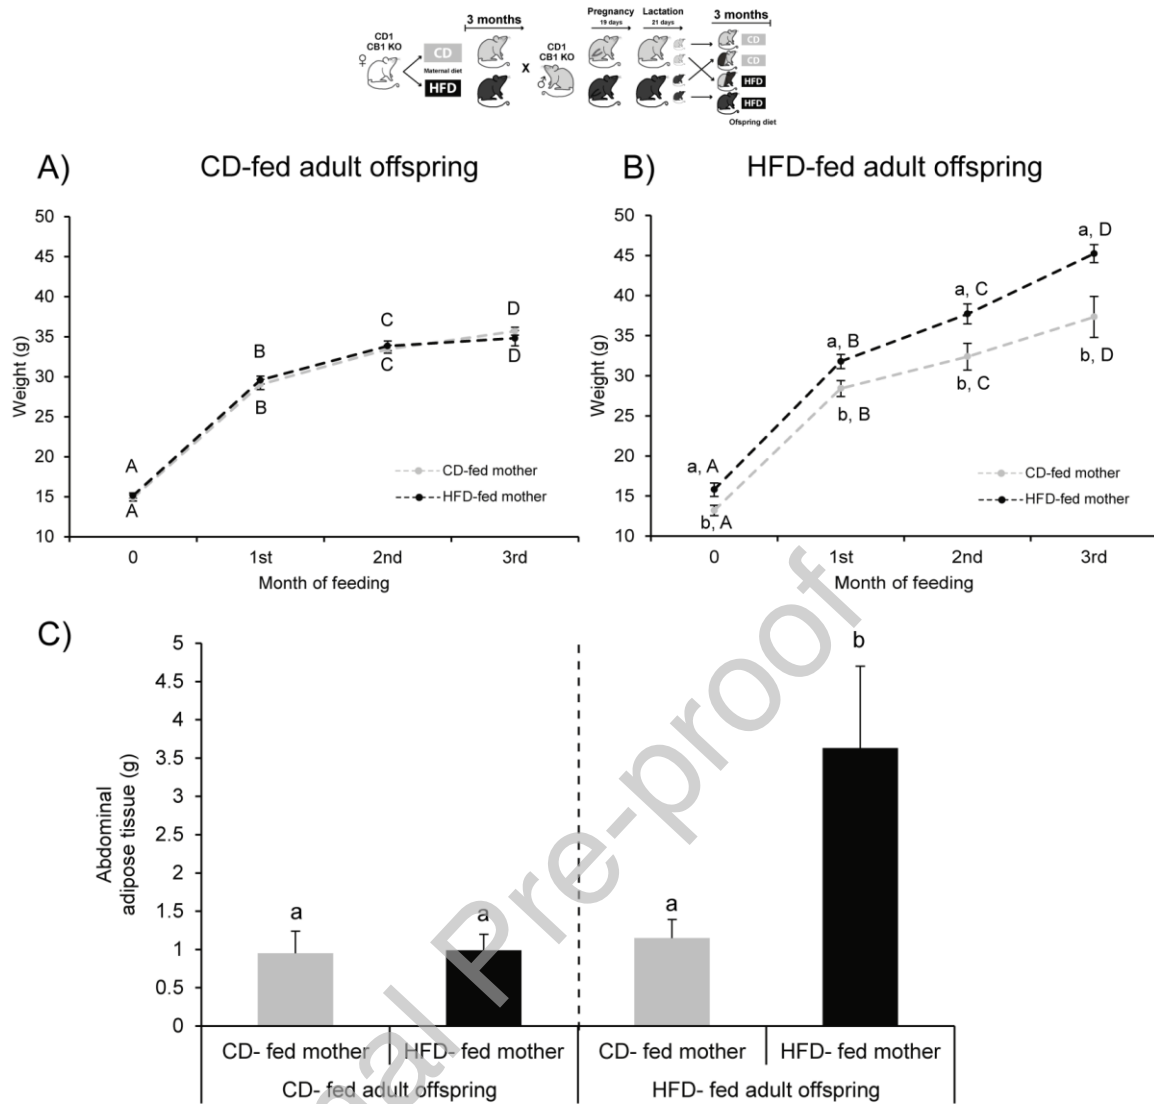 3 months
Pregnancy
19 days
Lactation
21 days
3 months
CD1
CB1 KO
♀
CD
Maternal diet
HFD
X
CD1
CB1 KO
♂
CD
CD
HFD
HFD
Ofspring diet
A)
CD-fed adult offspring
50
45
40
35
30
25
20
15
10
Weight (g)
A
A
B
B
C
C
D
D
CD-fed mother
HFD-fed mother
0 1st 2nd 3rd
Month of feeding
B)
HFD-fed adult offspring
50
45
40
35
30
25
20
15
10
Weight (g)
a, A
b, A
a, B
b, B
a, C
b, C
a, D
b, D
CD-fed mother
HFD-fed mother
0 1st 2nd 3rd
Month of feeding
C)
5
4.5
4
3.5
3
2.5
2
1.5
1
0.5
0
Abdominal
adipose tissue (g)
a
a
a
b
CD- fed mother HFD- fed mother CD- fed mother HFD- fed mother
CD- fed adult offspring HFD- fed adult offspring
nal Pre-proof